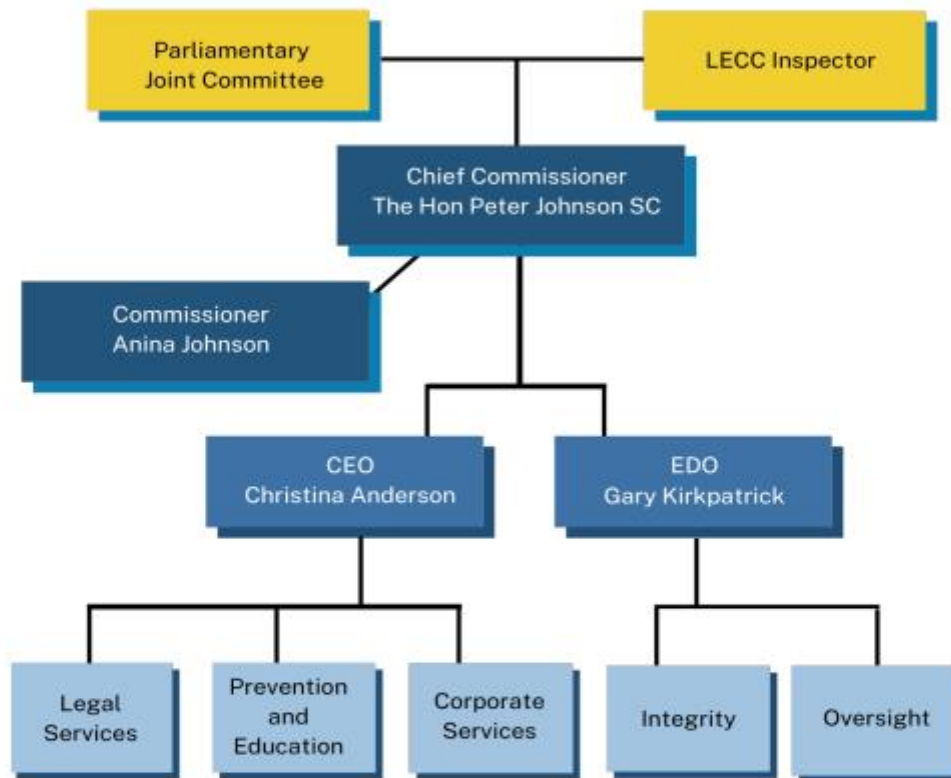 Parliamentary
Joint Committee
LECC Inspector
Chief Commissioner
The Hon Peter Johnson SC
Commissioner
Anina Johnson
CEO
Christina Anderson
EDO
Gary Kirkpatrick
Legal
Services
Prevention
and
Education
Corporate
Services
Integrity
Oversight